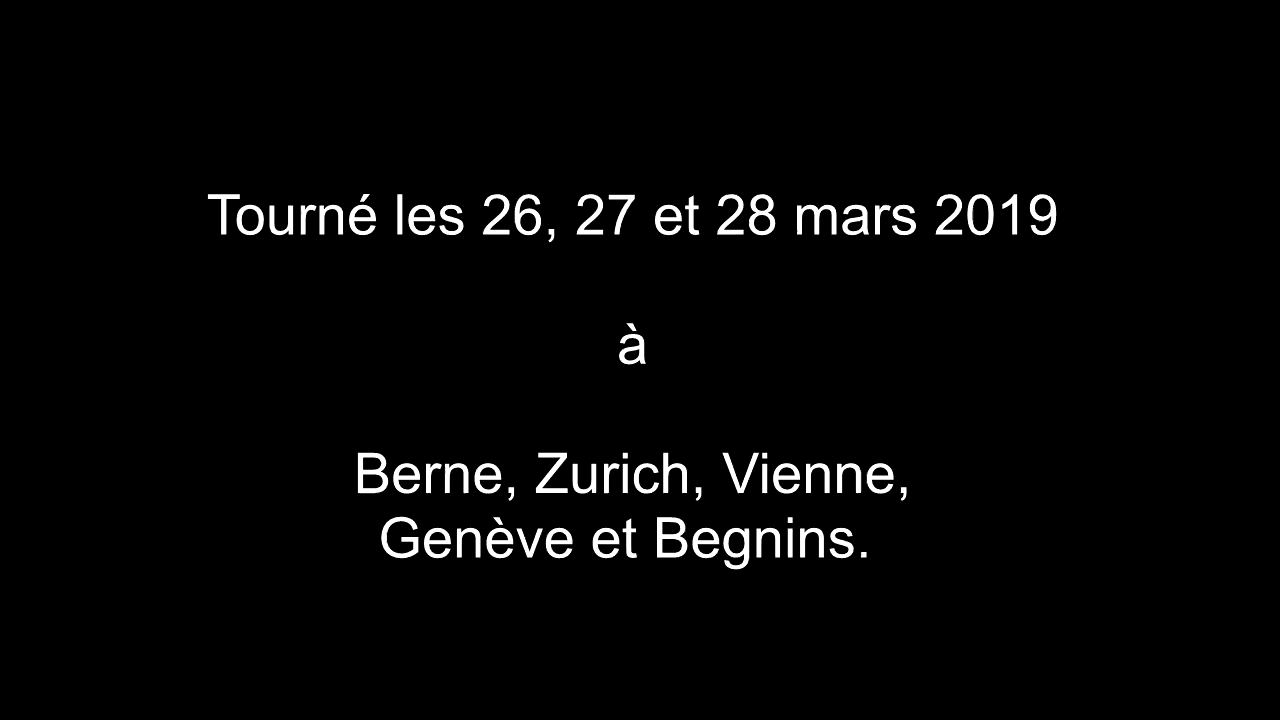 Tourné les 26, 27 et 28 mars 2019
à
Berne, Zurich, Vienne,
Genève et Begnins.